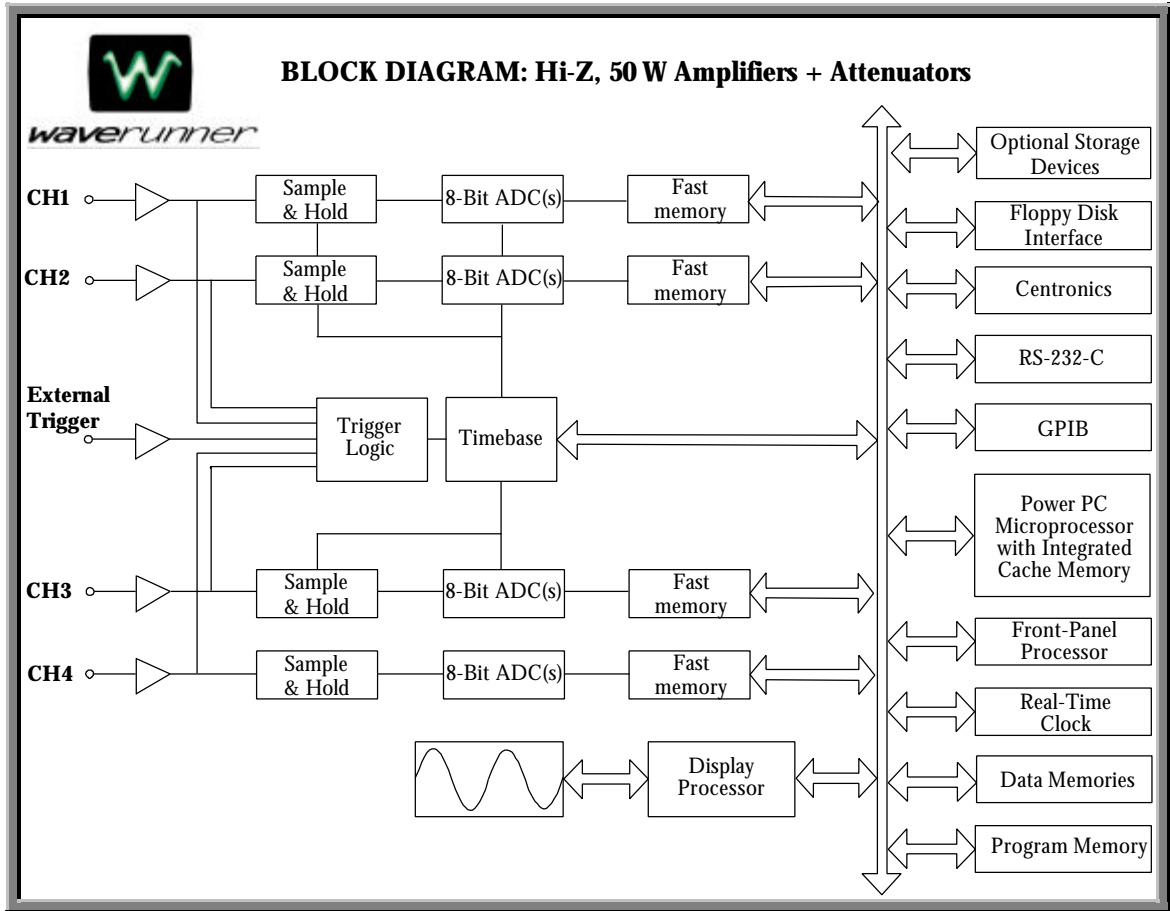 BLOCK DIAGRAM: Hi-Z, 50 W Amplifiers + Attenuators
waverunner
CH1
Sample
& Hold
8-Bit ADC(s)
Fast
memory
CH2
Sample
& Hold
8-Bit ADC(s)
Fast
memory
External
Trigger
Trigger
Logic
Timebase
CH3
Sample
& Hold
8-Bit ADC(s)
Fast
memory
CH4
Sample
& Hold
8-Bit ADC(s)
Fast
memory
Display
Processor
Optional Storage
Devices
Floppy Disk
Interface
Centronics
RS-232-C
GPIB
Power PC
Microprocessor
with Integrated
Cache Memory
Front-Panel
Processor
Real-Time
Clock
Data Memories
Program Memory